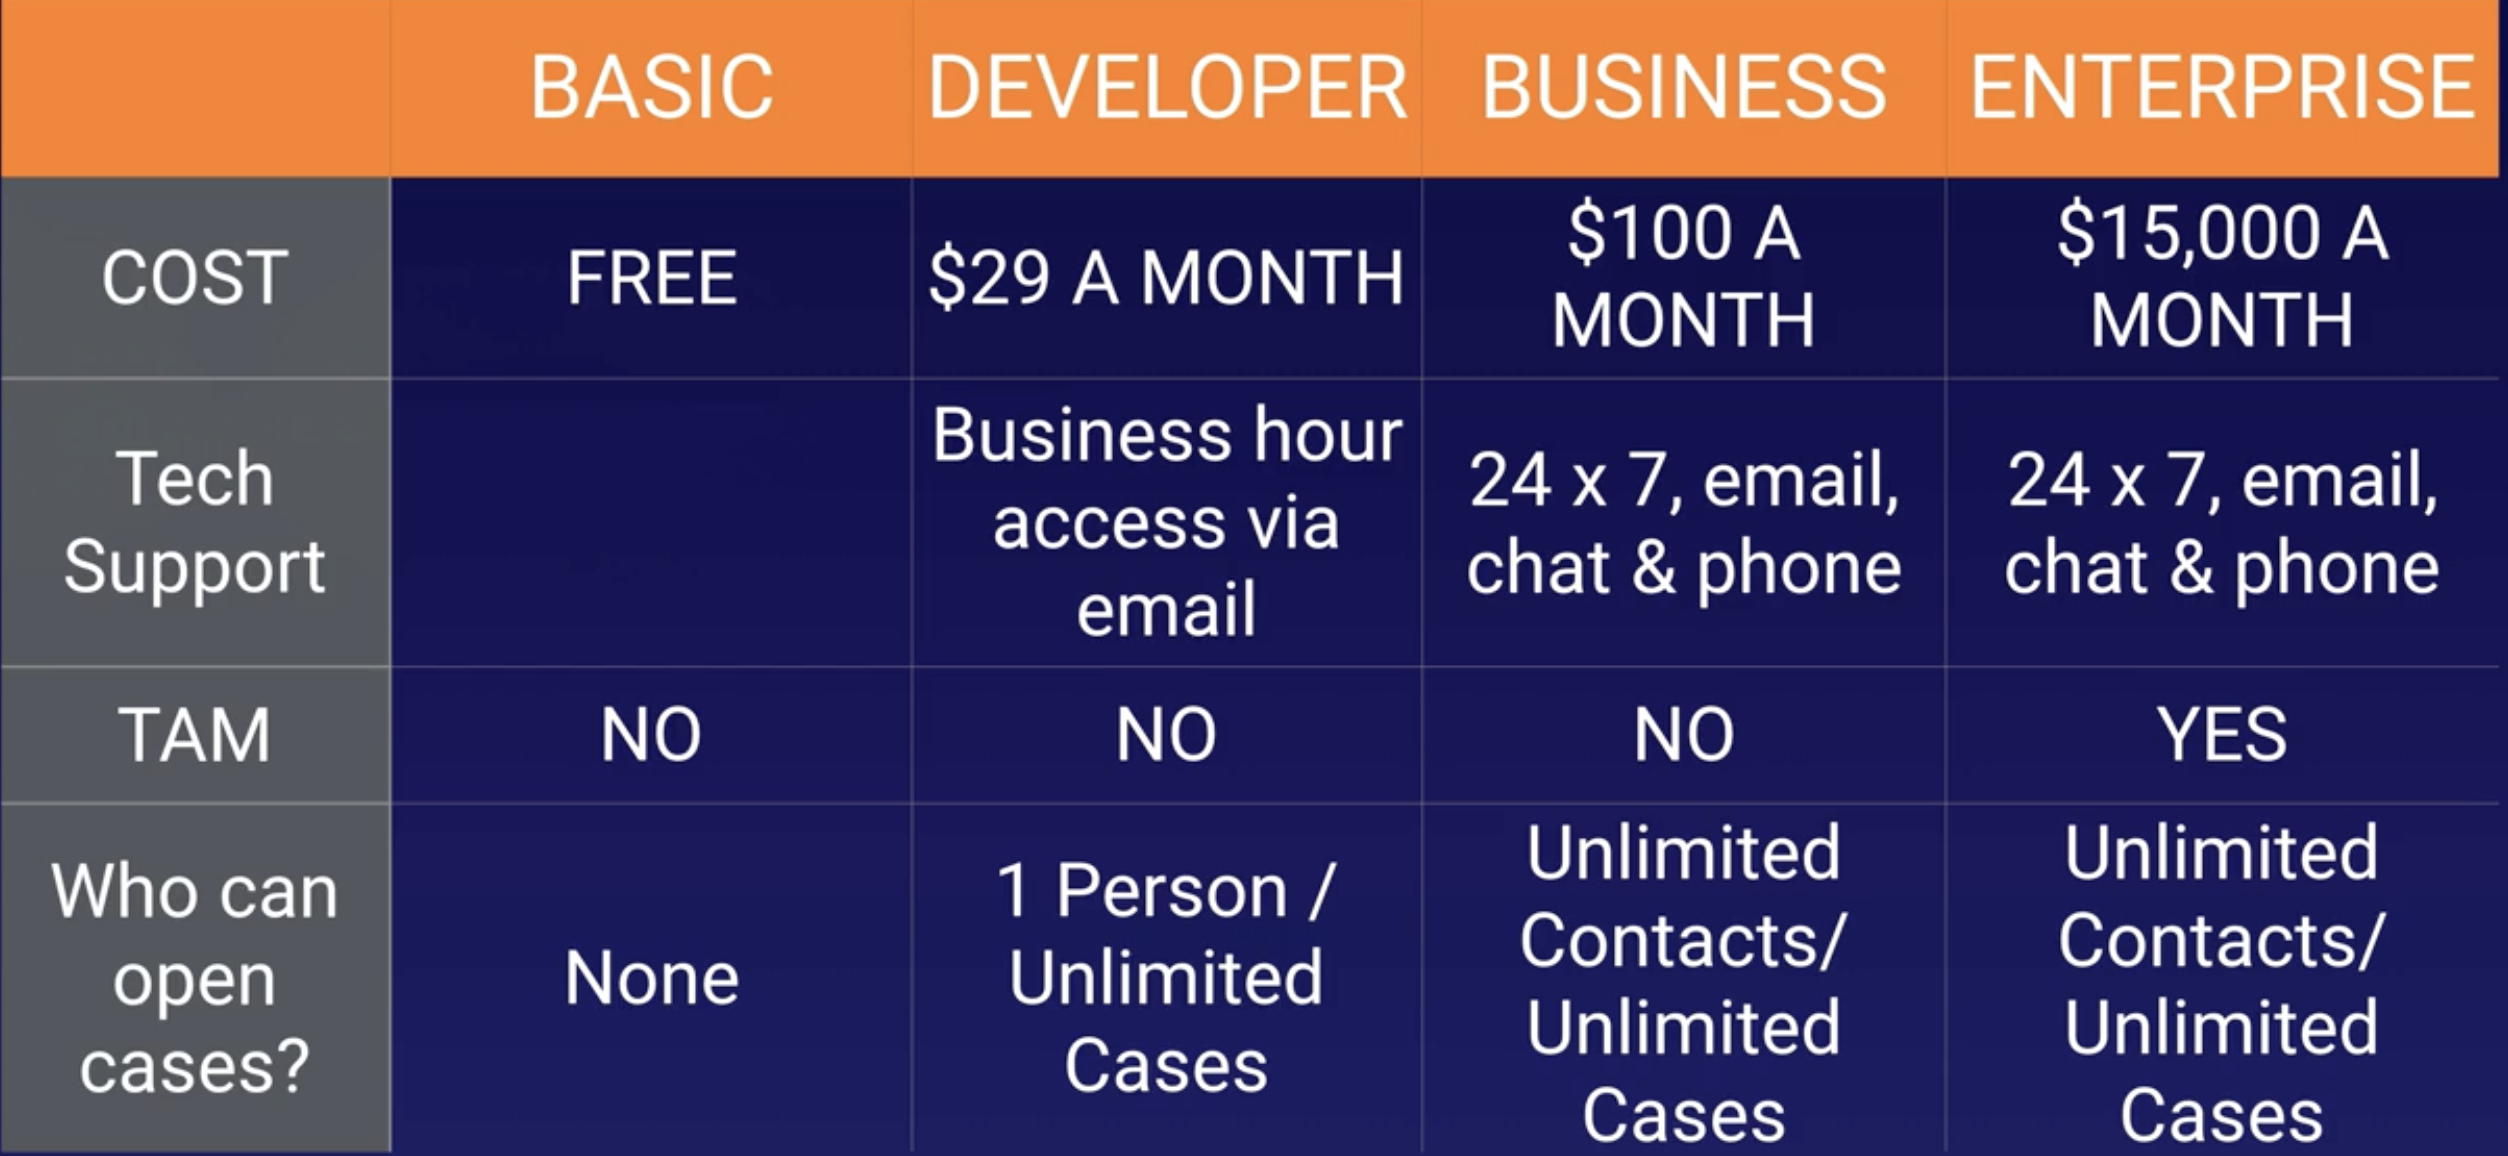 BASIC DEVELOPER BUSINESS ENTERPRISE
COST
FREE
$29 A MONTH
$100 A
MONTH
$15,000 A
MONTH
Tech
Support
Business hour
access via
email
24 x 7, email,
chat & phone
24 x 7, email,
chat & phone
TAM
NO
NO
NO
YES
Who can
open
cases?
None
1 Person /
Unlimited
Cases
Unlimited
Contacts/
Unlimited
Cases
Unlimited
Contacts/
Unlimited
Cases